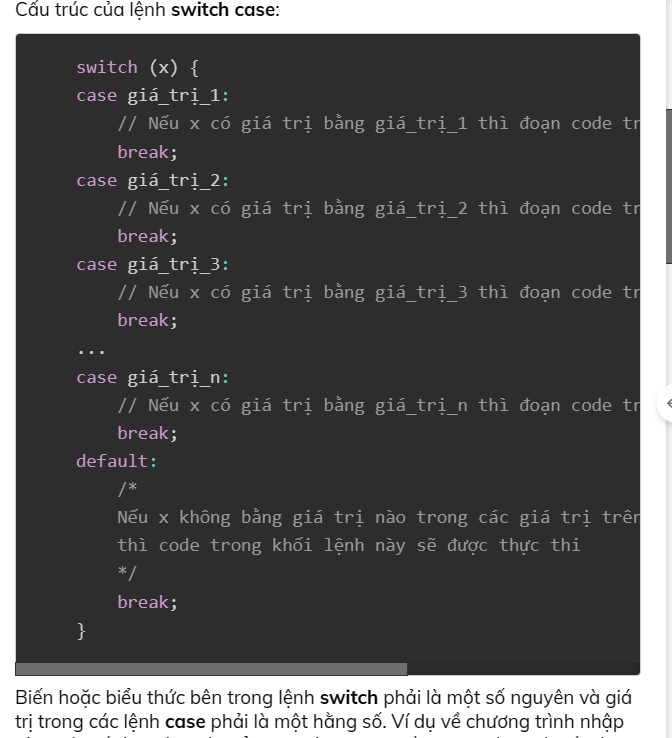 Cấu trúc của lệnh switch case:
switch (x) {
case giá_trị_1:
// Nếu x có giá trị bằng giá_trị_1 thì đoạn code tr
break;
case giá_trị_2:
// Nếu x có giá trị bằng giá_trị_2 thì đoạn code tr
break;
case giá_trị_3:
// Nếu x có giá trị bằng giá_trị_3 thì đoạn code tr
break;
...
case giá_trị_n:
// Nếu x có giá trị bằng giá_trị_n thì đoạn code tr
break;
default:
/*
Nếu x không bằng giá trị nào trong các giá trị trên
thì code trong khối lệnh này sẽ được thực thi
*/
break;
}
Biến hoặc biểu thức bên trong lệnh switch phải là một số nguyên và giá
trị trong các lệnh case phải là một hằng số. Ví dụ về chương trình nhập